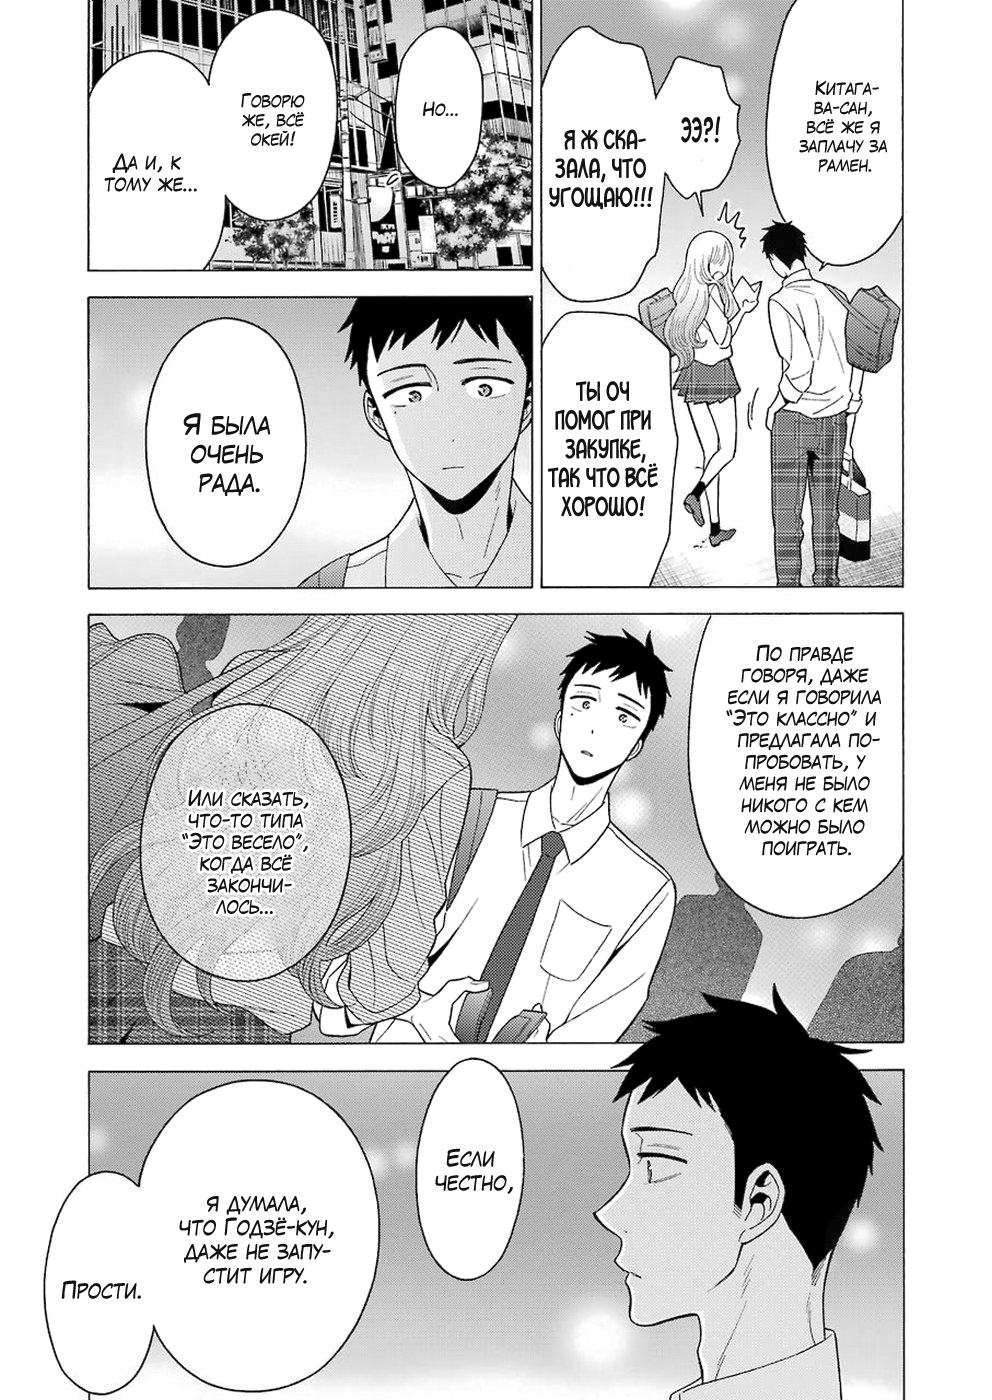 Китага-
ва-сан,
всё же я
заплачу за
рамен.
ЭЭ?!
Я Ж СКА-
ЗАЛА, ЧТО
УГОЩАЮ!!!
ТЫ ОЧ
ПОМОГ ПРИ
ЗАКУПКЕ,
ТАК ЧТО ВСЁ
ХОРОШО!
Но...
Говорю
же, всё
окей!
Да и, к
тому же...
Я была
очень
рада.
По правде
говоря, даже
если я говорила
"Это классно" и
предлагала по-
пробовать, у
меня не было
никого с кем
можно было
поиграть.
Или сказать,
что-то типа
"Это весело",
когда всё
закончи-
лось...
Если
честно,
я думала,
что Годзё-кун,
даже не запу-
стит игру.
Прости.